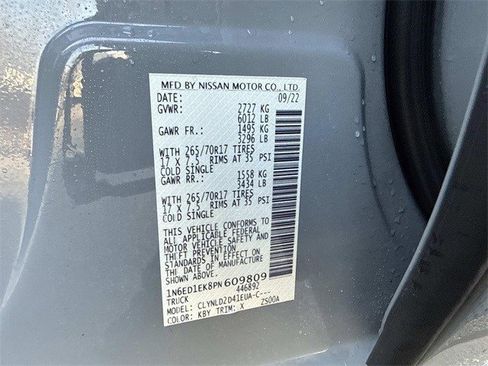 MFD BY NISSAN MOTOR CO., LTD.
DATE: 09/22
GVWR: 2727 KG
6012 LB
GAWR FR.: 1495 KG
3296 LB
WITH 265/70R17 TIRES
17 X 7.5 RIMS AT 35 PSI
COLD SINGLE
GAWR RR.: 1558 KG
3434 LB
WITH 265/70R17 TIRES
17 X 7.5 RIMS AT 35 PSI
COLD SINGLE
THIS VEHICLE CONFORMS TO
ALL APPLICABLE FEDERAL
MOTOR VEHICLE SAFETY AND
THEFT PREVENTION
STANDARDS IN EFFECT ON
THE DATE OF MANUFACTURE
SHOWN ABOVE.
1N6ED1EK8PN609809
TRUCK 446892
MODEL: CLYNLD2D41EUA-C---
COLOR: KBY TRIM: X 2S00A